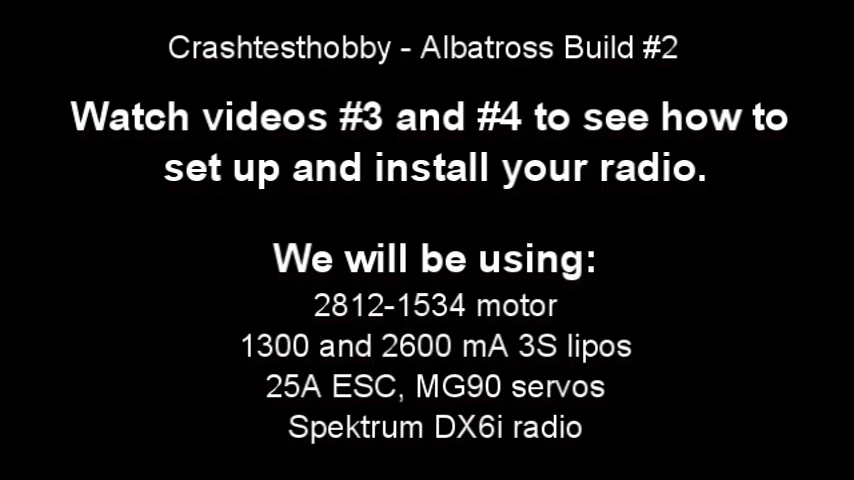 Crashtesthobby - Albatross Build #2
Watch videos #3 and #4 to see how to
set up and install your radio.
We will be using:
2812-1534 motor
1300 and 2600 mA 3S lipos
25A ESC, MG90 servos
Spektrum DX6i radio